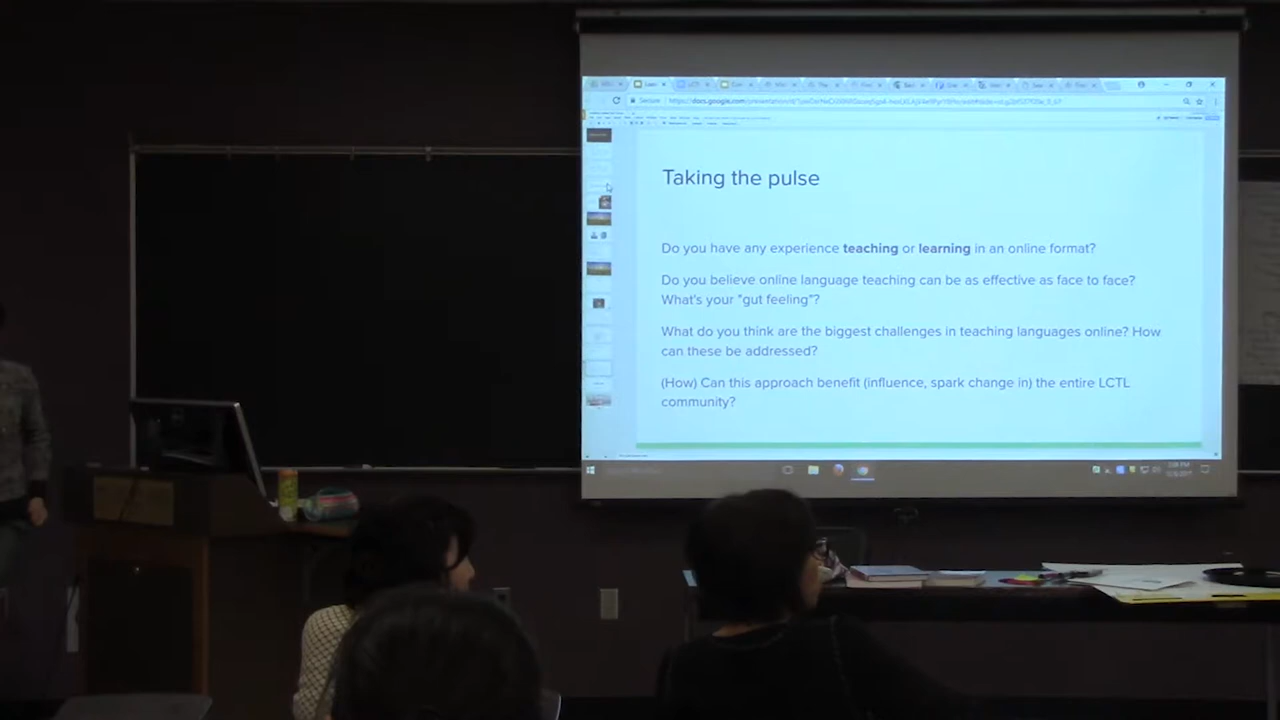 Secure
Taking the pulse
Do you have any experience teaching or learning in an online format?
Do you believe online language teaching can be as effective as face to face?
What's your "gut feeling"?
What do you think are the biggest challenges in teaching languages online? How
can these be addressed?
(How) Can this approach benefit (influence, spark change in) the entire LCTL
community?